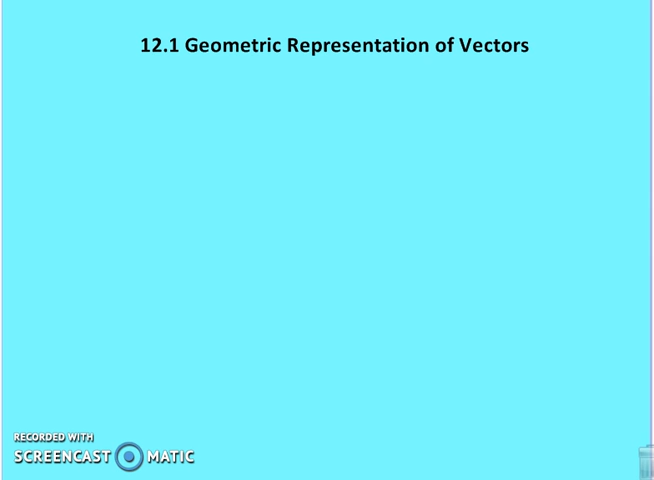 12.1 Geometric Representation of Vectors
RECORDED WITH
SCREENCAST MATIC